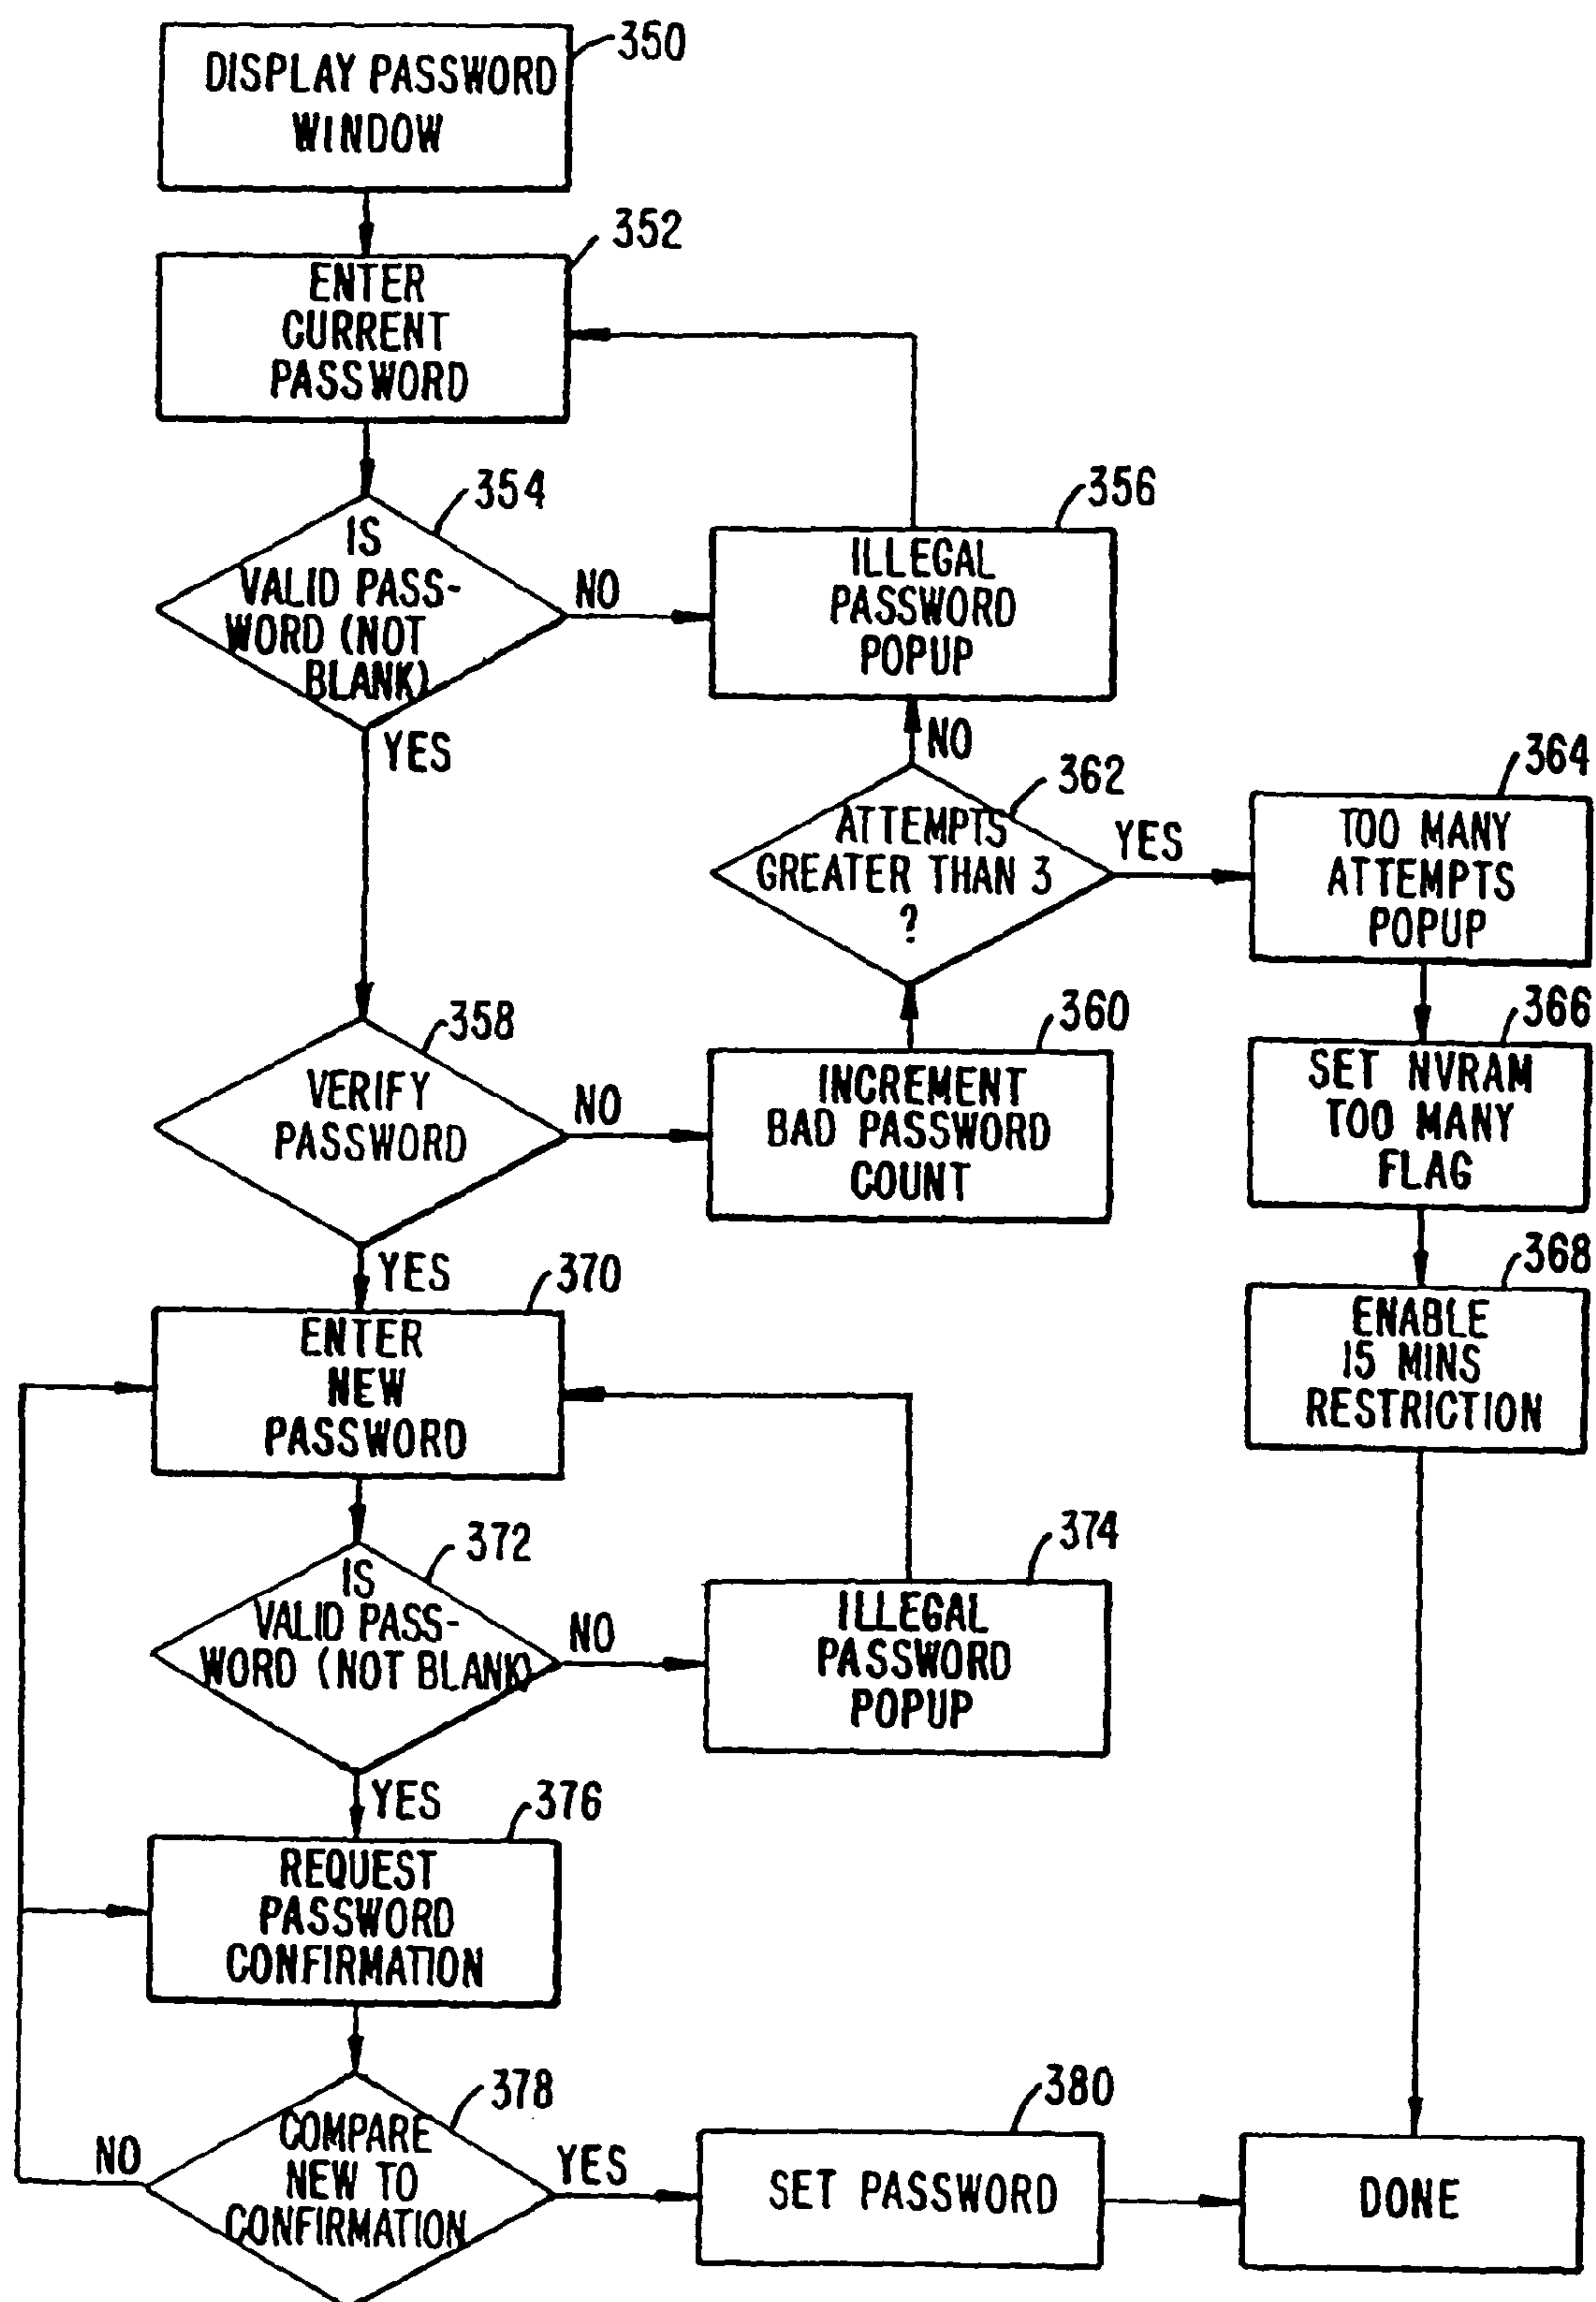 350
DISPLAY PASSWORD
WINDOW
352
ENTER
CURRENT
PASSWORD
354
IS
VALID PASS-
WORD (NOT
BLANK)
NO
YES
356
ILLEGAL
PASSWORD
POPUP
NO
362
ATTEMPTS
GREATER THAN 3
?
YES
364
TOO MANY
ATTEMPTS
POPUP
358
VERIFY
PASSWORD
NO
YES
360
INCREMENT
BAD PASSWORD
COUNT
366
SET NVRAM
TOO MANY
FLAG
368
ENABLE
15 MINS
RESTRICTION
370
ENTER
NEW
PASSWORD
372
IS
VALID PASS-
WORD (NOT BLANK)
NO
YES
374
ILLEGAL
PASSWORD
POPUP
376
REQUEST
PASSWORD
CONFIRMATION
378
COMPARE
NEW TO
CONFIRMATION
NO
YES
380
SET PASSWORD
DONE